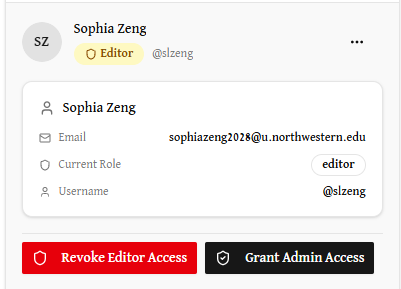 SZ
Sophia Zeng
Editor
@slzeng
Sophia Zeng
Email sophiazeng2028@u.northwestern.edu
Current Role editor
Username @slzeng
Revoke Editor Access
Grant Admin Access